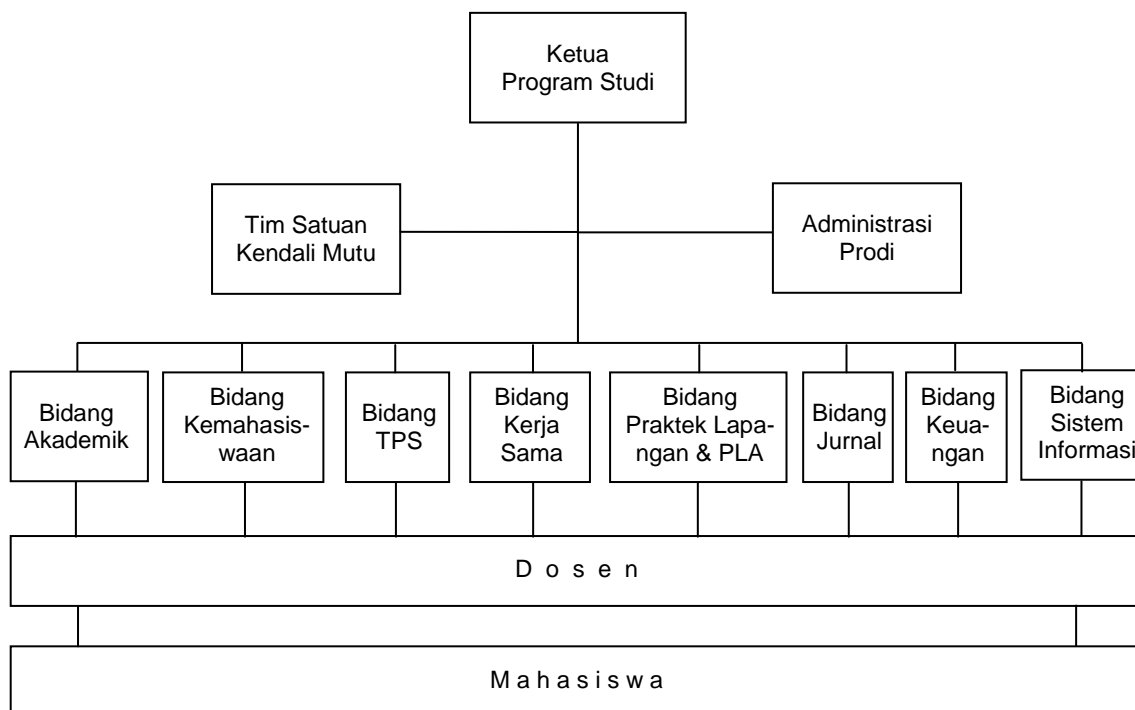 Ketua
Program Studi
Tim Satuan
Kendali Mutu
Administrasi
Prodi
Bidang
Akademik
Bidang
Kemahasis-
waan
Bidang
TPS
Bidang
Kerja
Sama
Bidang
Praktek Lapa-
ngan & PLA
Bidang
Jurnal
Bidang
Keua-
ngan
Bidang
Sistem
Informasi
D o s e n
M a h a s i s w a